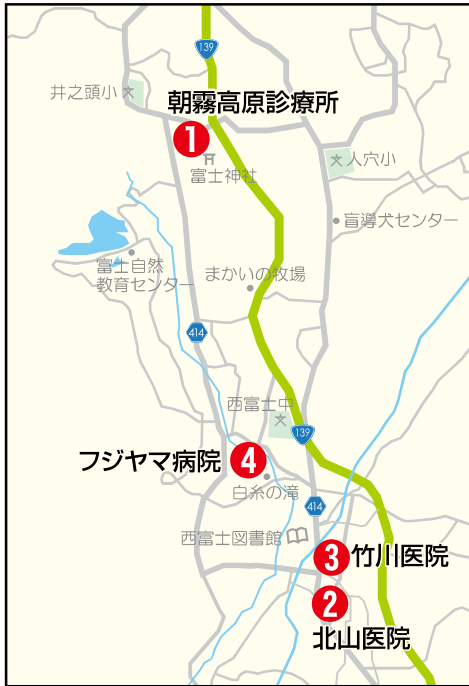 139
井之頭小
朝霧高原診療所
1
富士神社
人穴小
盲導犬センター
富士自然
教育センター
まかいの牧場
414
西富士中
139
フジヤマ病院
4
白糸の滝
414
西富士図書館
3
竹川医院
2
北山医院